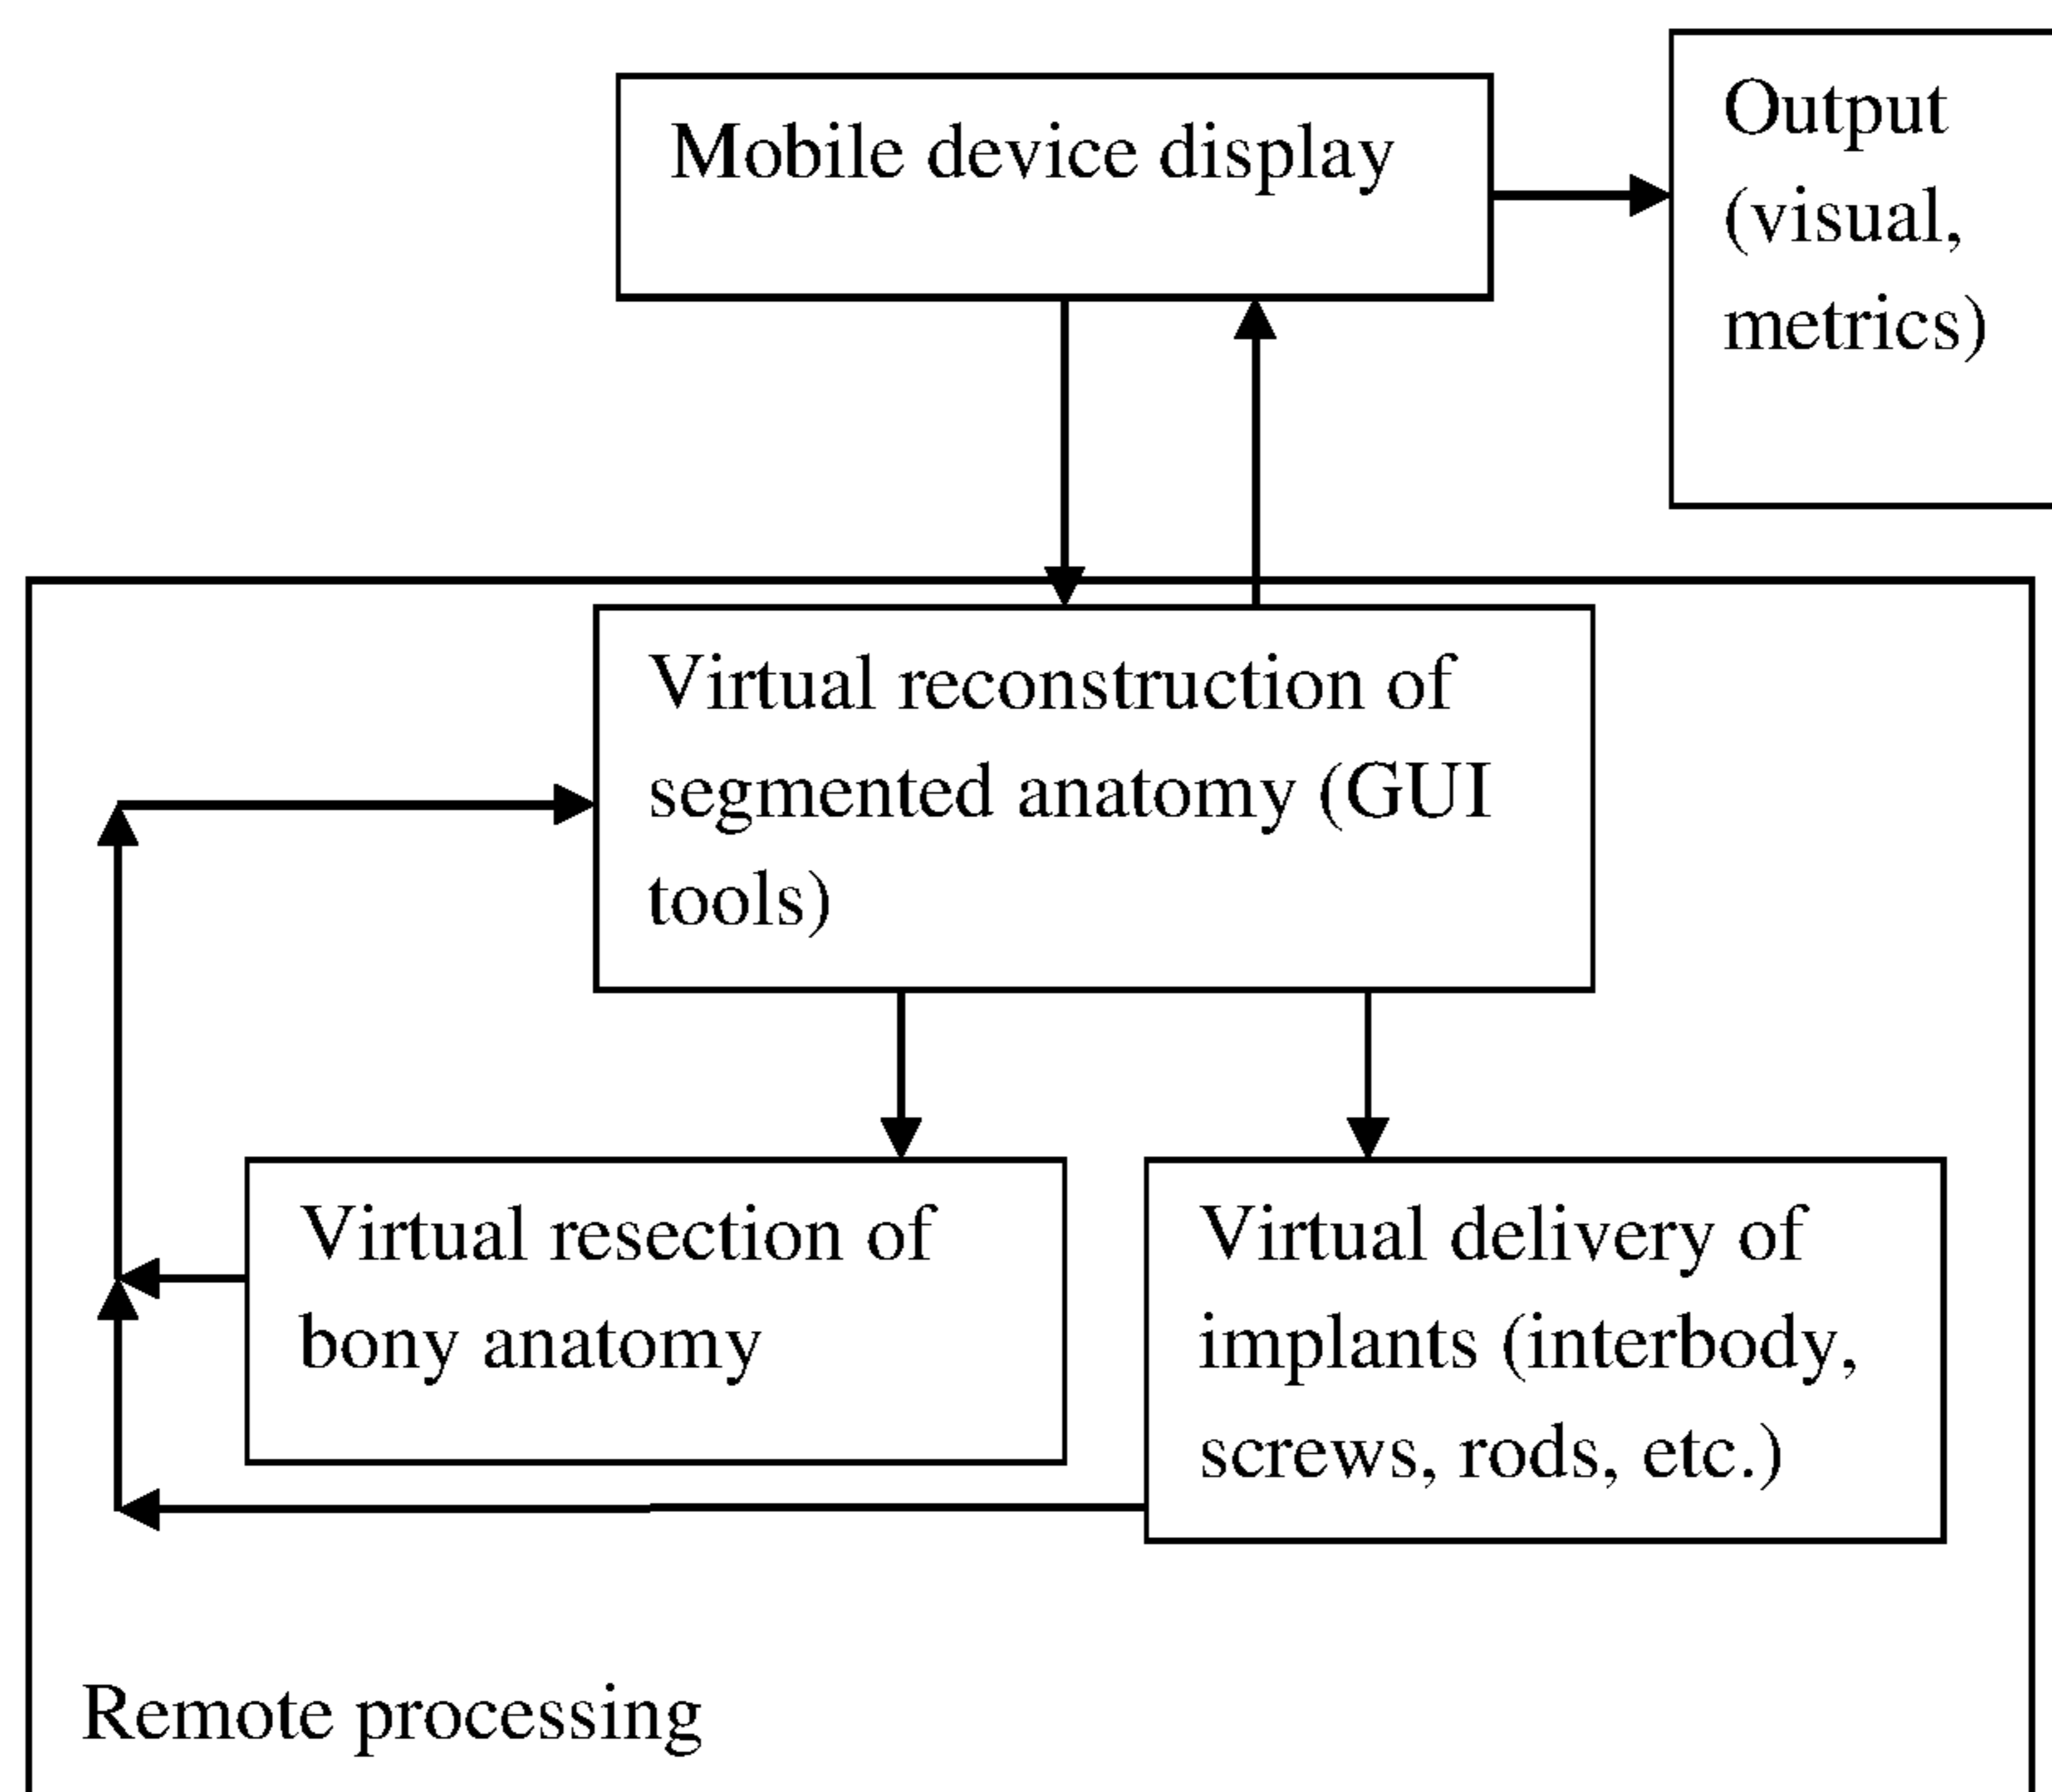 Mobile device display
Output
(visual,
metrics)
Virtual reconstruction of
segmented anatomy (GUI
tools)
Virtual resection of
bony anatomy
Virtual delivery of
implants (interbody,
screws, rods, etc.)
Remote processing